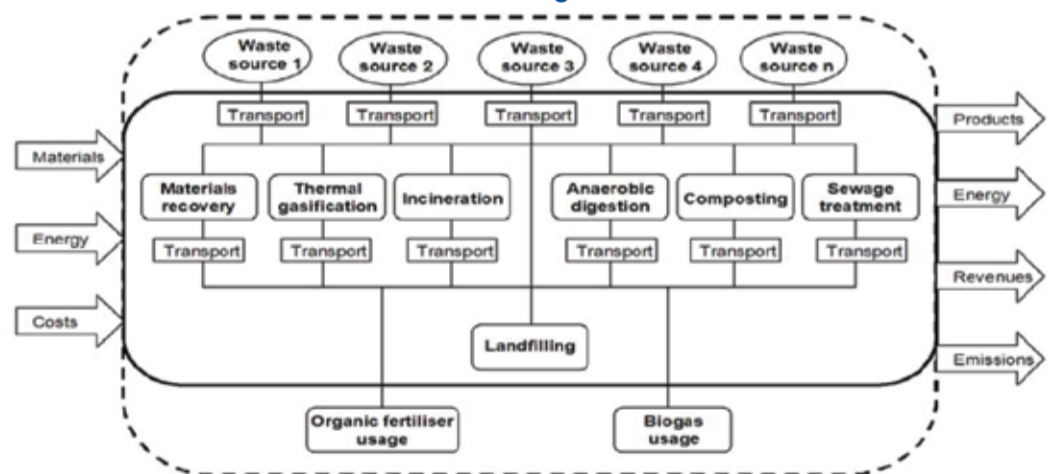 Waste
source 1
Waste
source 2
Waste
source 3
Waste
source 4
Waste
source n
Transport
Transport
Transport
Transport
Transport
Materials
Energy
Costs
Materials
recovery
Thermal
gasification
Incineration
Anaerobic
digestion
Composting
Sewage
treatment
Transport
Transport
Transport
Transport
Transport
Transport
Landfilling
Organic fertiliser
usage
Biogas
usage
Products
Energy
Revenues
Emissions